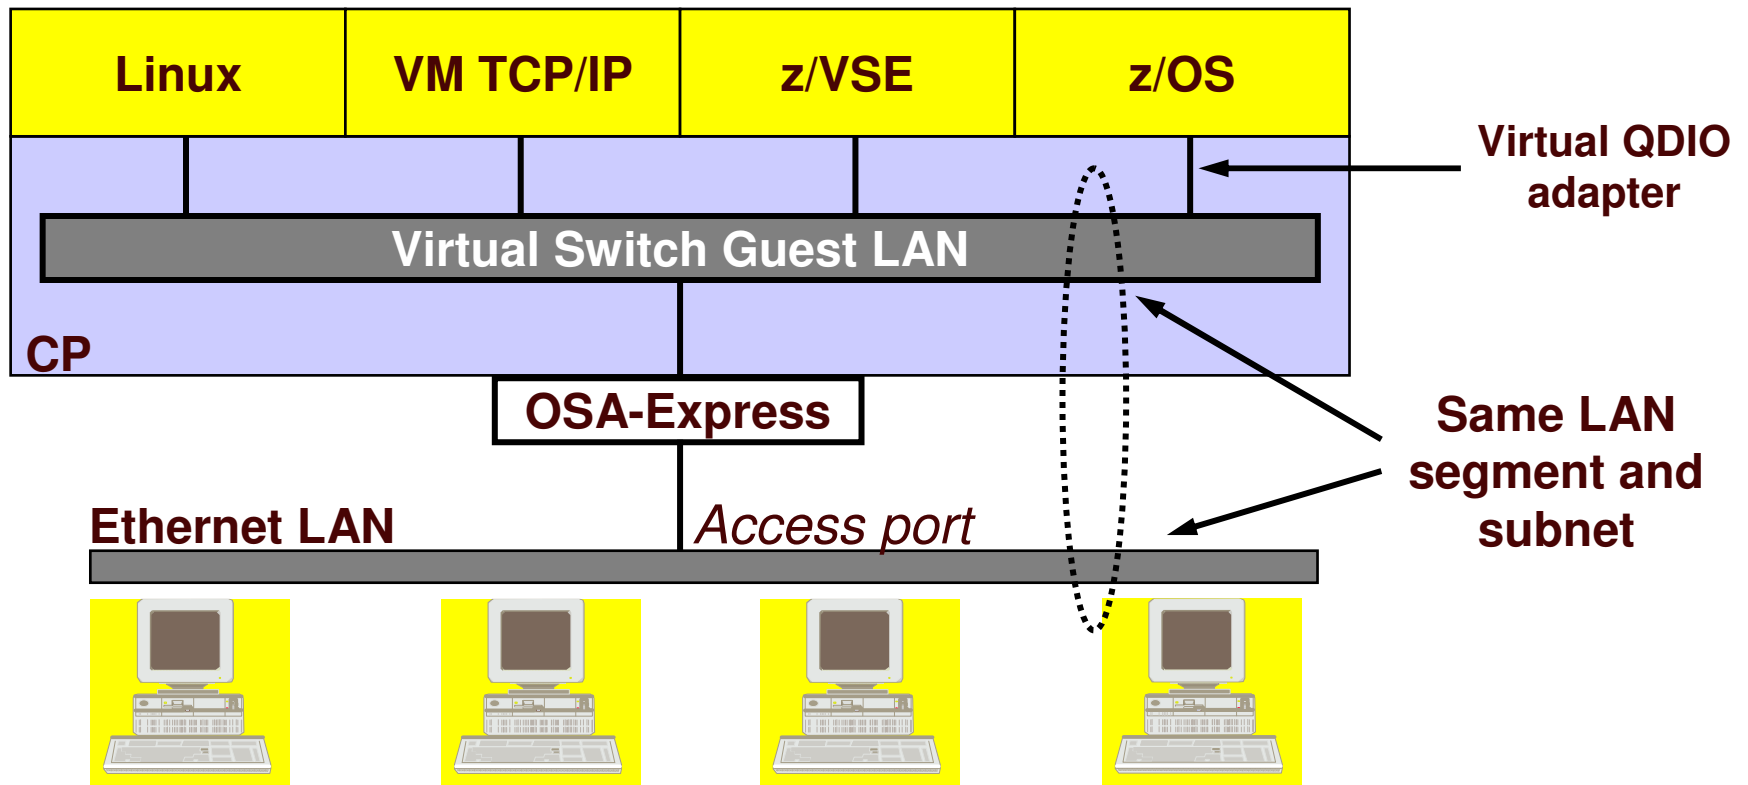 Linux
VM TCP/IP
z/VSE
z/OS
Virtual QDIO
adapter
Virtual Switch Guest LAN
CP
OSA-Express
Same LAN
segment and
subnet
Ethernet LAN
Access port